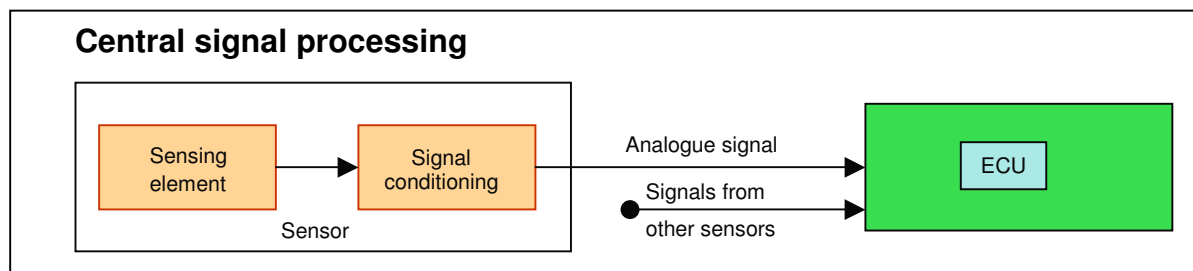 Central signal processing
Sensing
element
Signal
conditioning
Sensor
Analogue signal
Signals from
other sensors
ECU